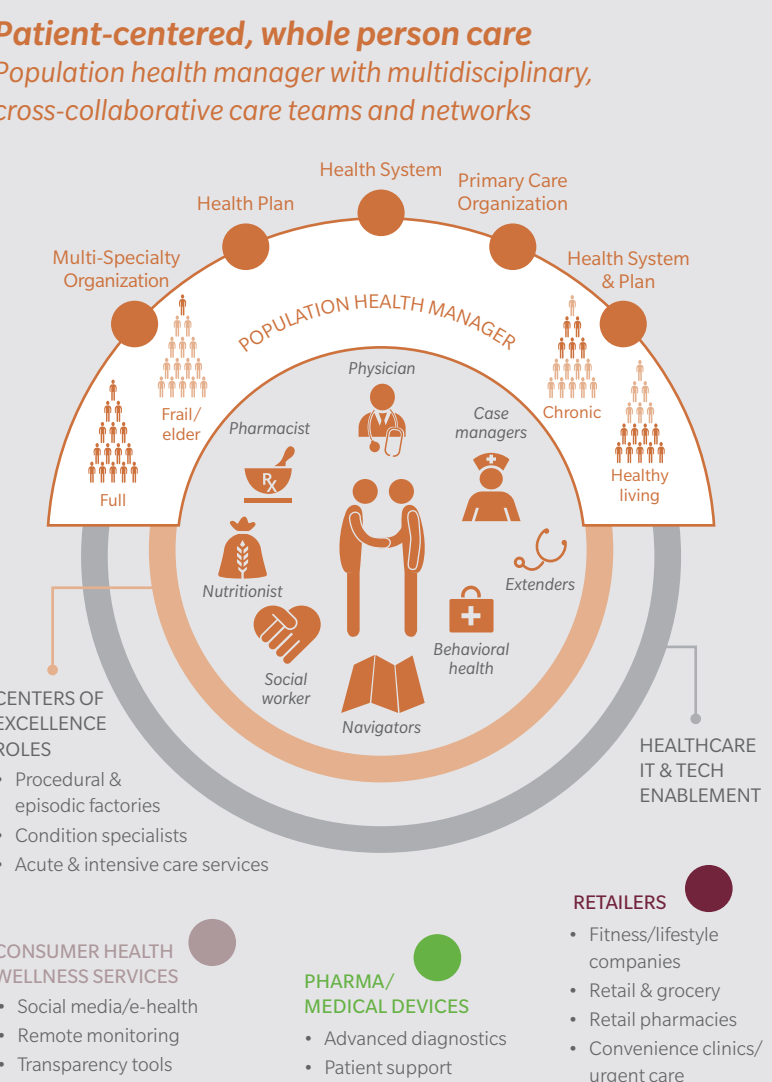 Patient-centered, whole person care
Population health manager with multidisciplinary,
cross-collaborative care teams and networks
Health System
Primary Care
Organization
Health Plan
Multi-Specialty
Organization
Health System
& Plan
POPULATION HEALTH MANAGER
Frail/
elder
Full
Chronic
Healthy
living
Physician
Pharmacist
Case
managers
Rx
Nutritionist
Extenders
Social
worker
Behavioral
health
Navigators
CENTERS OF
EXCELLENCE
ROLES
• Procedural &
episodic factories
• Condition specialists
• Acute & intensive care services
HEALTHCARE
IT & TECH
ENABLEMENT
CONSUMER HEALTH
WELLNESS SERVICES
• Social media/e-health
• Remote monitoring
• Transparency tools
PHARMA/
MEDICAL DEVICES
• Advanced diagnostics
• Patient support
RETAILERS
• Fitness/lifestyle
companies
• Retail & grocery
• Retail pharmacies
• Convenience clinics/
urgent care